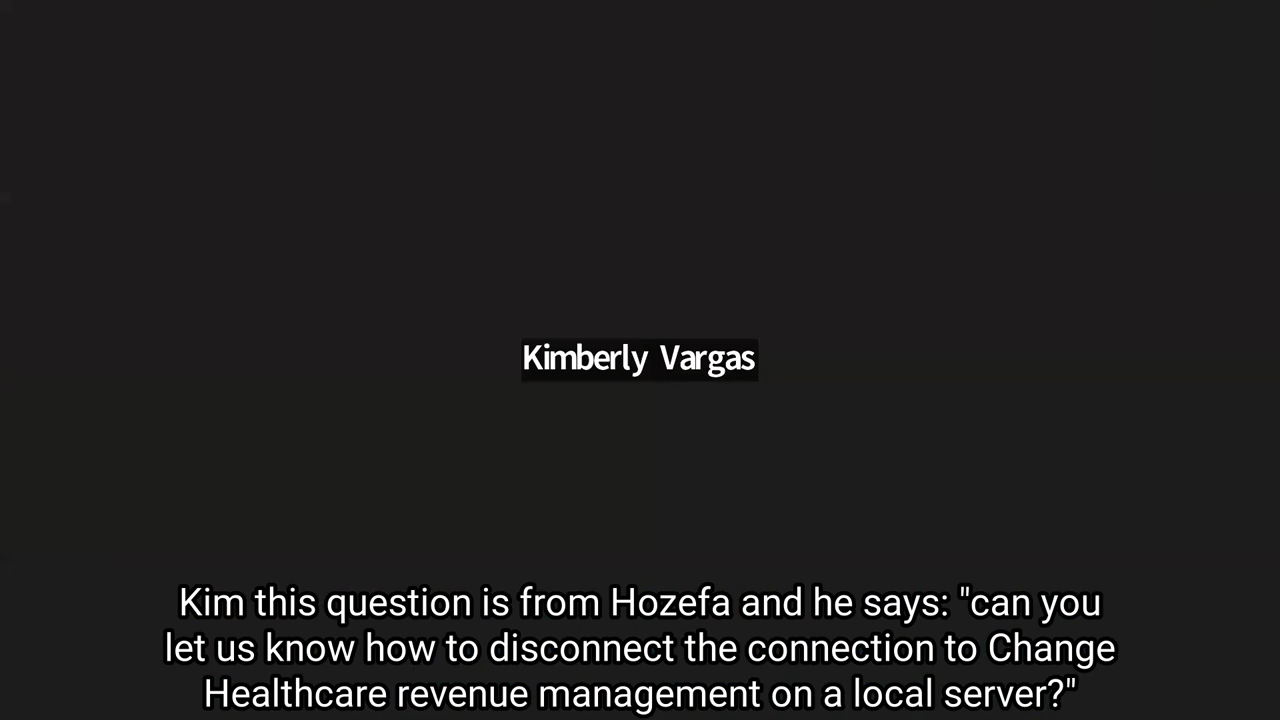 Kimberly Vargas
Kim this question is from Hozefa and he says: "can you
let us know how to disconnect the connection to Change
Healthcare revenue management on a local server?"